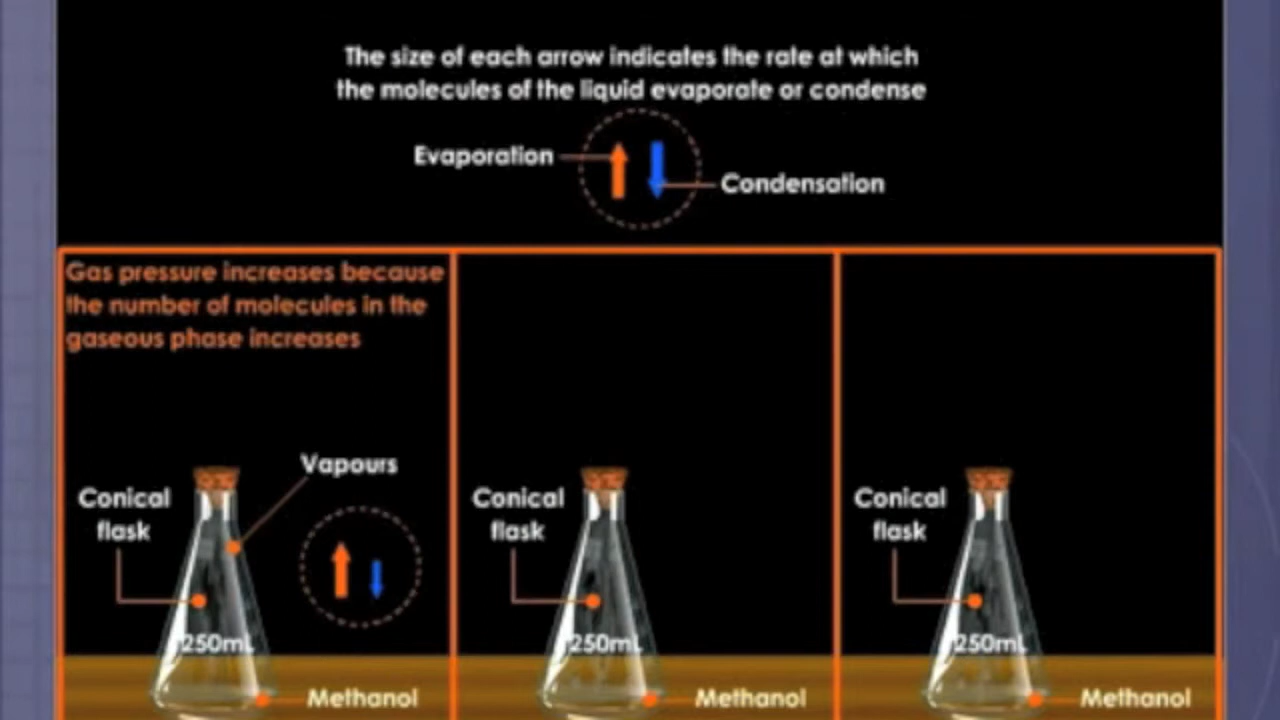 The size of each arrow indicates the rate at which
the molecules of the liquid evaporate or condense
Evaporation
Condensation
Gas pressure increases because
the number of molecules in the
gaseous phase increases
Vapours
Conical
flask
250mL
Methanol
Conical
flask
250mL
Methanol
Conical
flask
250mL
Methanol